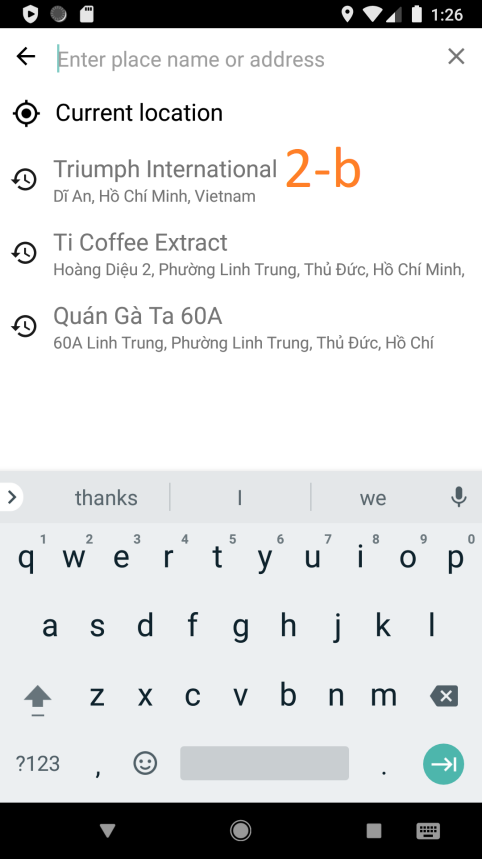 1:26
Enter place name or address
Current location
Triumph International 2-b
Dĩ An, Hồ Chí Minh, Vietnam
Ti Coffee Extract
Hoàng Diệu 2, Phường Linh Trung, Thủ Đức, Hồ Chí Minh,
Quán Gà Ta 60A
60A Linh Trung, Phường Linh Trung, Thủ Đức, Hồ Chí
thanks I we
1 2 3 4 5 6 7 8 9 0
q w e r t y u i o p
a s d f g h j k l
z x c v b n m
?123 , .